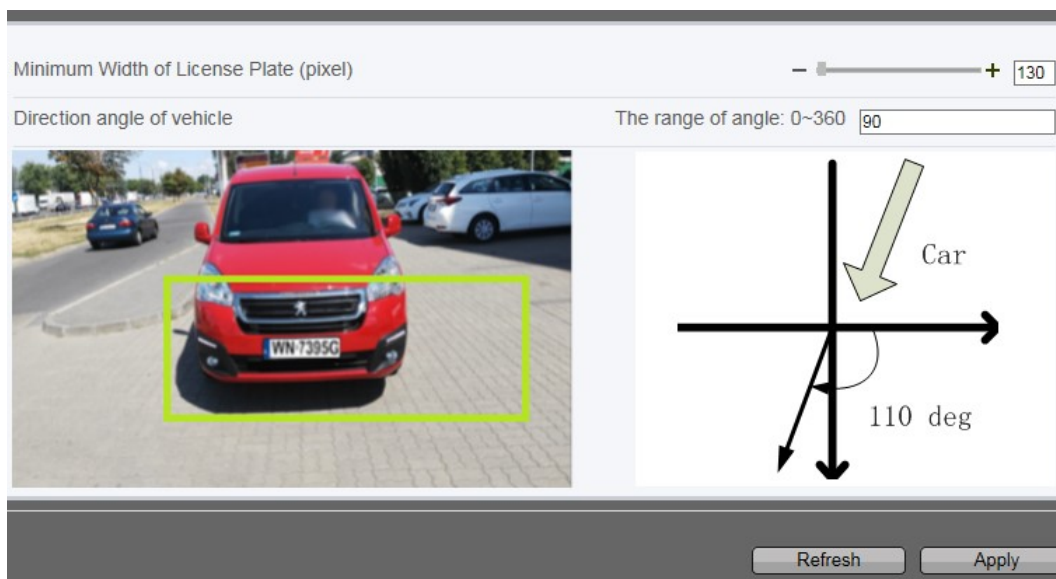 Minimum Width of License Plate (pixel) − + 130
Direction angle of vehicle The range of angle: 0~360 90
WN 7395G
Car
110 deg
Refresh Apply